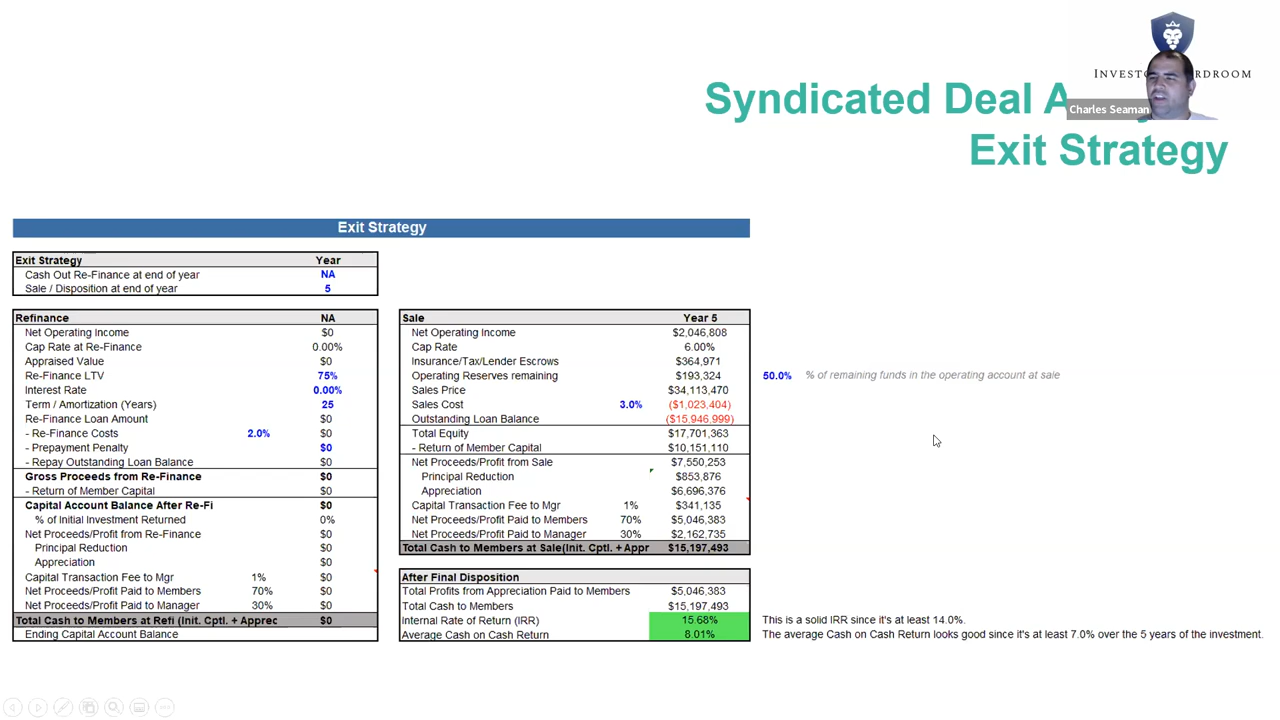 INVESTO RDROOM
Charles Seaman
Syndicated Deal A
Exit Strategy
Exit Strategy
Exit Strategy Year
Cash Out Re-Finance at end of year NA
Sale / Disposition at end of year 5
Refinance NA
Net Operating Income $0
Cap Rate at Re-Finance 0.00%
Appraised Value $0
Re-Finance LTV 75%
Interest Rate 0.00%
Term / Amortization (Years) 25
Re-Finance Loan Amount $0
- Re-Finance Costs 2.0% $0
- Prepayment Penalty $0
- Repay Outstanding Loan Balance $0
Gross Proceeds from Re-Finance $0
- Return of Member Capital $0
Capital Account Balance After Re-Fi $0
% of Initial Investment Returned 0%
Net Proceeds/Profit from Re-Finance $0
Principal Reduction $0
Appreciation $0
Capital Transaction Fee to Mgr 1% $0
Net Proceeds/Profit Paid to Members 70% $0
Net Proceeds/Profit Paid to Manager 30% $0
Total Cash to Members at Refi (Init. Cptl. + Apprec $0
Ending Capital Account Balance
Sale Year 5
Net Operating Income $2,046,808
Cap Rate 6.00%
Insurance/Tax/Lender Escrows $364,971
Operating Reserves remaining $193,324 50.0% % of remaining funds in the operating account at sale
Sales Price $34,113,470
Sales Cost 3.0% ($1,023,404)
Outstanding Loan Balance ($15,946,999)
Total Equity $17,701,363
- Return of Member Capital $10,151,110
Net Proceeds/Profit from Sale $7,550,253
Principal Reduction $853,876
Appreciation $6,696,376
Capital Transaction Fee to Mgr 1% $341,135
Net Proceeds/Profit Paid to Members 70% $5,046,383
Net Proceeds/Profit Paid to Manager 30% $2,162,735
Total Cash to Members at Sale(Init. Cptl. + Appr $15,197,493
After Final Disposition
Total Profits from Appreciation Paid to Members $5,046,383
Total Cash to Members $15,197,493
Internal Rate of Return (IRR) 15.68% This is a solid IRR since it's at least 14.0%.
Average Cash on Cash Return 8.01% The average Cash on Cash Return looks good since it's at least 7.0% over the 5 years of the investment.